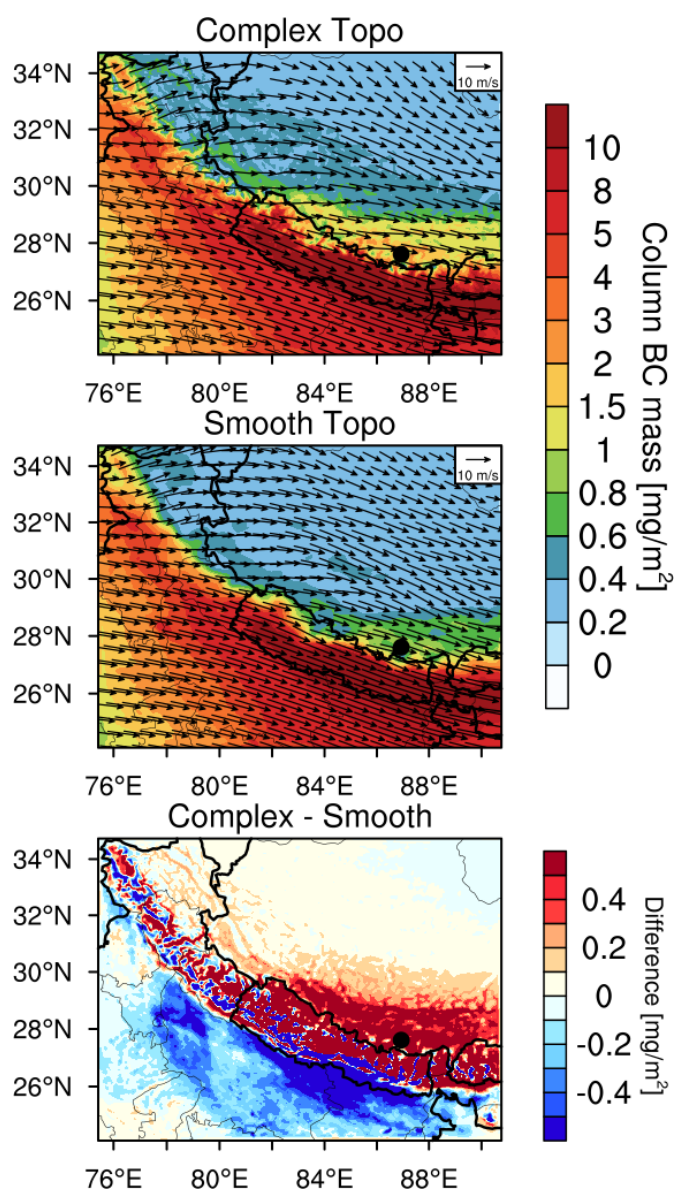 Complex Topo
34°N
32°N
30°N
28°N
26°N
10 m/s
76°E 80°E 84°E 88°E
Smooth Topo
34°N
32°N
30°N
28°N
26°N
10 m/s
76°E 80°E 84°E 88°E
10
8
5
4
3
2
1.5
1
0.8
0.6
0.4
0.2
0
Column BC mass [mg/m²]
Complex - Smooth
34°N
32°N
30°N
28°N
26°N
76°E 80°E 84°E 88°E
0.4
0.2
0
-0.2
-0.4
Difference [mg/m²]